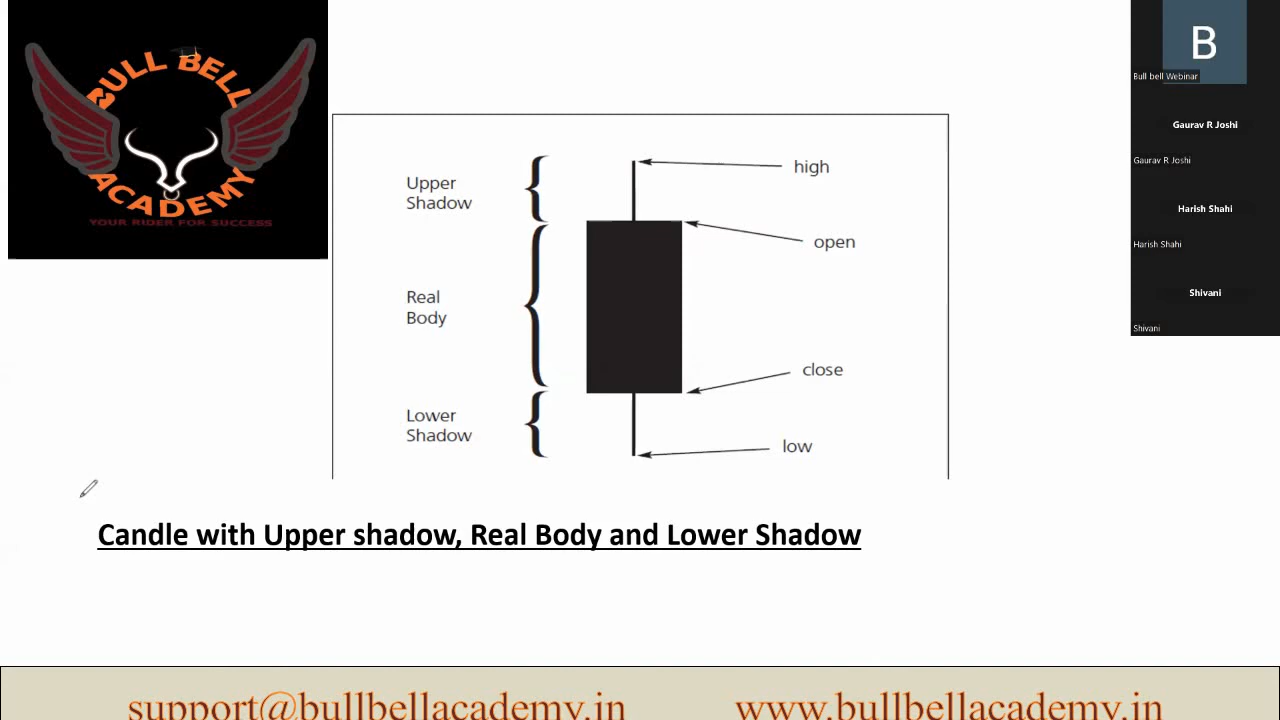 BULL BELL
ACADEMY
YOUR RIDER FOR SUCCESS
Upper
Shadow
Real
Body
Lower
Shadow
high
open
close
low
Candle with Upper shadow, Real Body and Lower Shadow
B
Bull bell Webinar
Gaurav R Joshi
Gaurav R Joshi
Harish Shahi
Harish Shahi
Shivani
Shivani
support@bullbellacademy.in
www.bullbellacademy.in